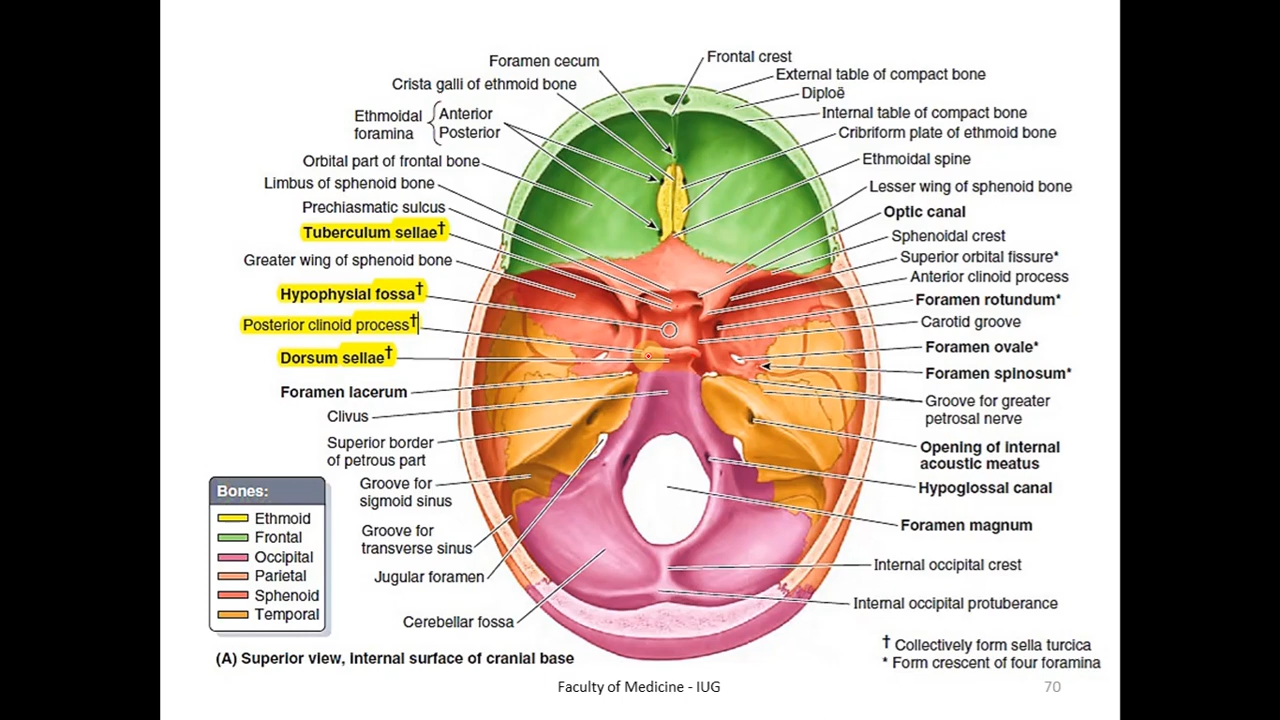 Foramen cecum
Frontal crest
Crista galli of ethmoid bone
External table of compact bone
Diploë
Ethmoidal foramina { Anterior
Posterior
Internal table of compact bone
Cribriform plate of ethmoid bone
Orbital part of frontal bone
Ethmoidal spine
Limbus of sphenoid bone
Lesser wing of sphenoid bone
Prechiasmatic sulcus
Optic canal
Tuberculum sellae†
Sphenoidal crest
Greater wing of sphenoid bone
Superior orbital fissure*
Anterior clinoid process
Hypophysial fossa†
Foramen rotundum*
Posterior clinoid process†
Carotid groove
Dorsum sellae†
Foramen ovale*
Foramen spinosum*
Foramen lacerum
Groove for greater
petrosal nerve
Clivus
Superior border
of petrous part
Opening of internal
acoustic meatus
Groove for
sigmoid sinus
Hypoglossal canal
Groove for
transverse sinus
Foramen magnum
Jugular foramen
Internal occipital crest
Cerebellar fossa
Internal occipital protuberance
Bones:
Ethmoid
Frontal
Occipital
Parietal
Sphenoid
Temporal
† Collectively form sella turcica
* Form crescent of four foramina
(A) Superior view, internal surface of cranial base
Faculty of Medicine - IUG
70